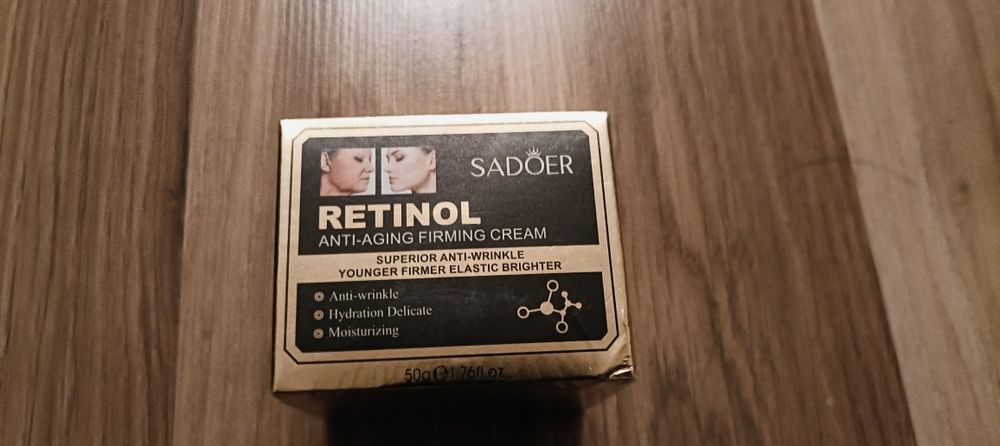 SADOER
RETINOL
ANTI-AGING FIRMING CREAM
SUPERIOR ANTI-WRINKLE
YOUNGER FIRMER ELASTIC BRIGHTER
Anti-wrinkle
Hydration Delicate
Moisturizing
50g℮1.76fl.oz